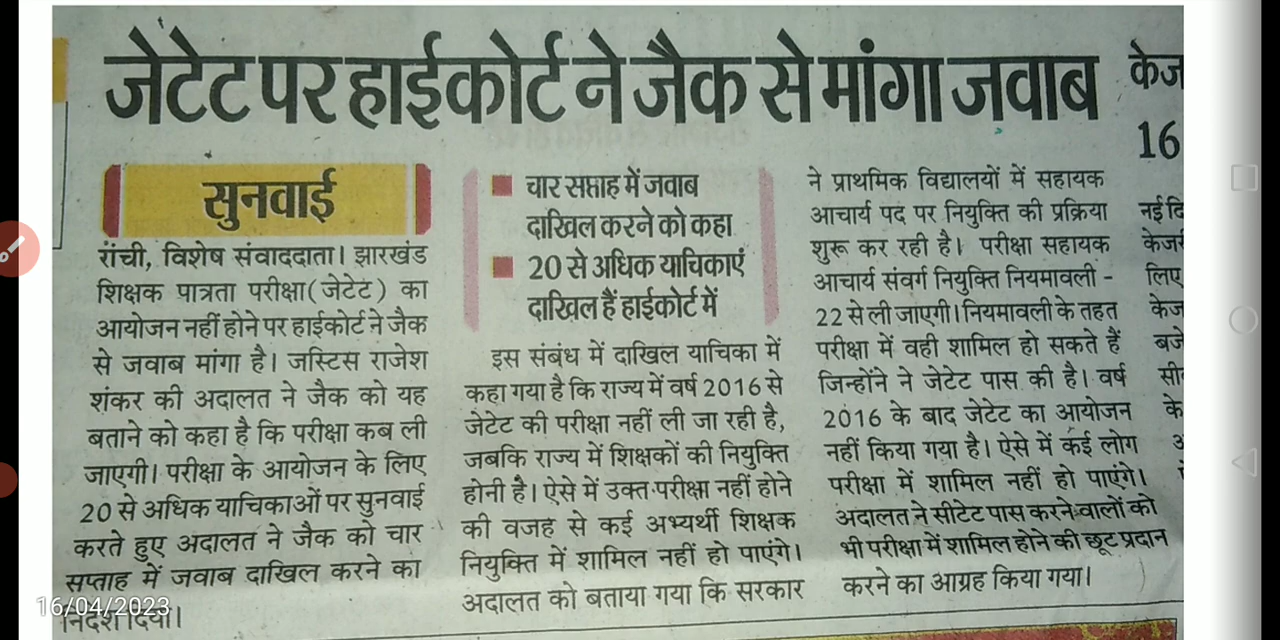 जेटेट पर हाईकोर्ट ने जैक से मांगा जवाब
सुनवाई
रांची, विशेष संवाददाता। झारखंड
शिक्षक पात्रता परीक्षा(जेटेट) का
आयोजन नहीं होने पर हाईकोर्ट ने जैक
से जवाब मांगा है। जस्टिस राजेश
शंकर की अदालत ने जैक को यह
बताने को कहा है कि परीक्षा कब ली
जाएगी। परीक्षा के आयोजन के लिए
20 से अधिक याचिकाओं पर सुनवाई
करते हुए अदालत ने जैक को चार
सप्ताह में जवाब दाखिल करने का
निर्देश दिया।
16/04/2023
चार सप्ताह में जवाब
दाखिल करने को कहा
20 से अधिक याचिकाएं
दाखिल हैं हाईकोर्ट में
इस संबंध में दाखिल याचिका में
कहा गया है कि राज्य में वर्ष 2016 से
जेटेट की परीक्षा नहीं ली जा रही है,
जबकि राज्य में शिक्षकों की नियुक्ति
होनी है। ऐसे में उक्त परीक्षा नहीं होने
की वजह से कई अभ्यर्थी शिक्षक
नियुक्ति में शामिल नहीं हो पाएंगे।
अदालत को बताया गया कि सरकार
ने प्राथमिक विद्यालयों में सहायक
आचार्य पद पर नियुक्ति की प्रक्रिया
शुरू कर रही है। परीक्षा सहायक
आचार्य संवर्ग नियुक्ति नियमावली -
22 से ली जाएगी। नियमावली के तहत
परीक्षा में वही शामिल हो सकते हैं
जिन्होंने ने जेटेट पास की है। वर्ष
2016 के बाद जेटेट का आयोजन
नहीं किया गया है। ऐसे में कई लोग
परीक्षा में शामिल नहीं हो पाएंगे।
अदालत ने सीटेट पास करने वालों को
भी परीक्षा में शामिल होने की छूट प्रदान
करने का आग्रह किया गया।
16
लिए